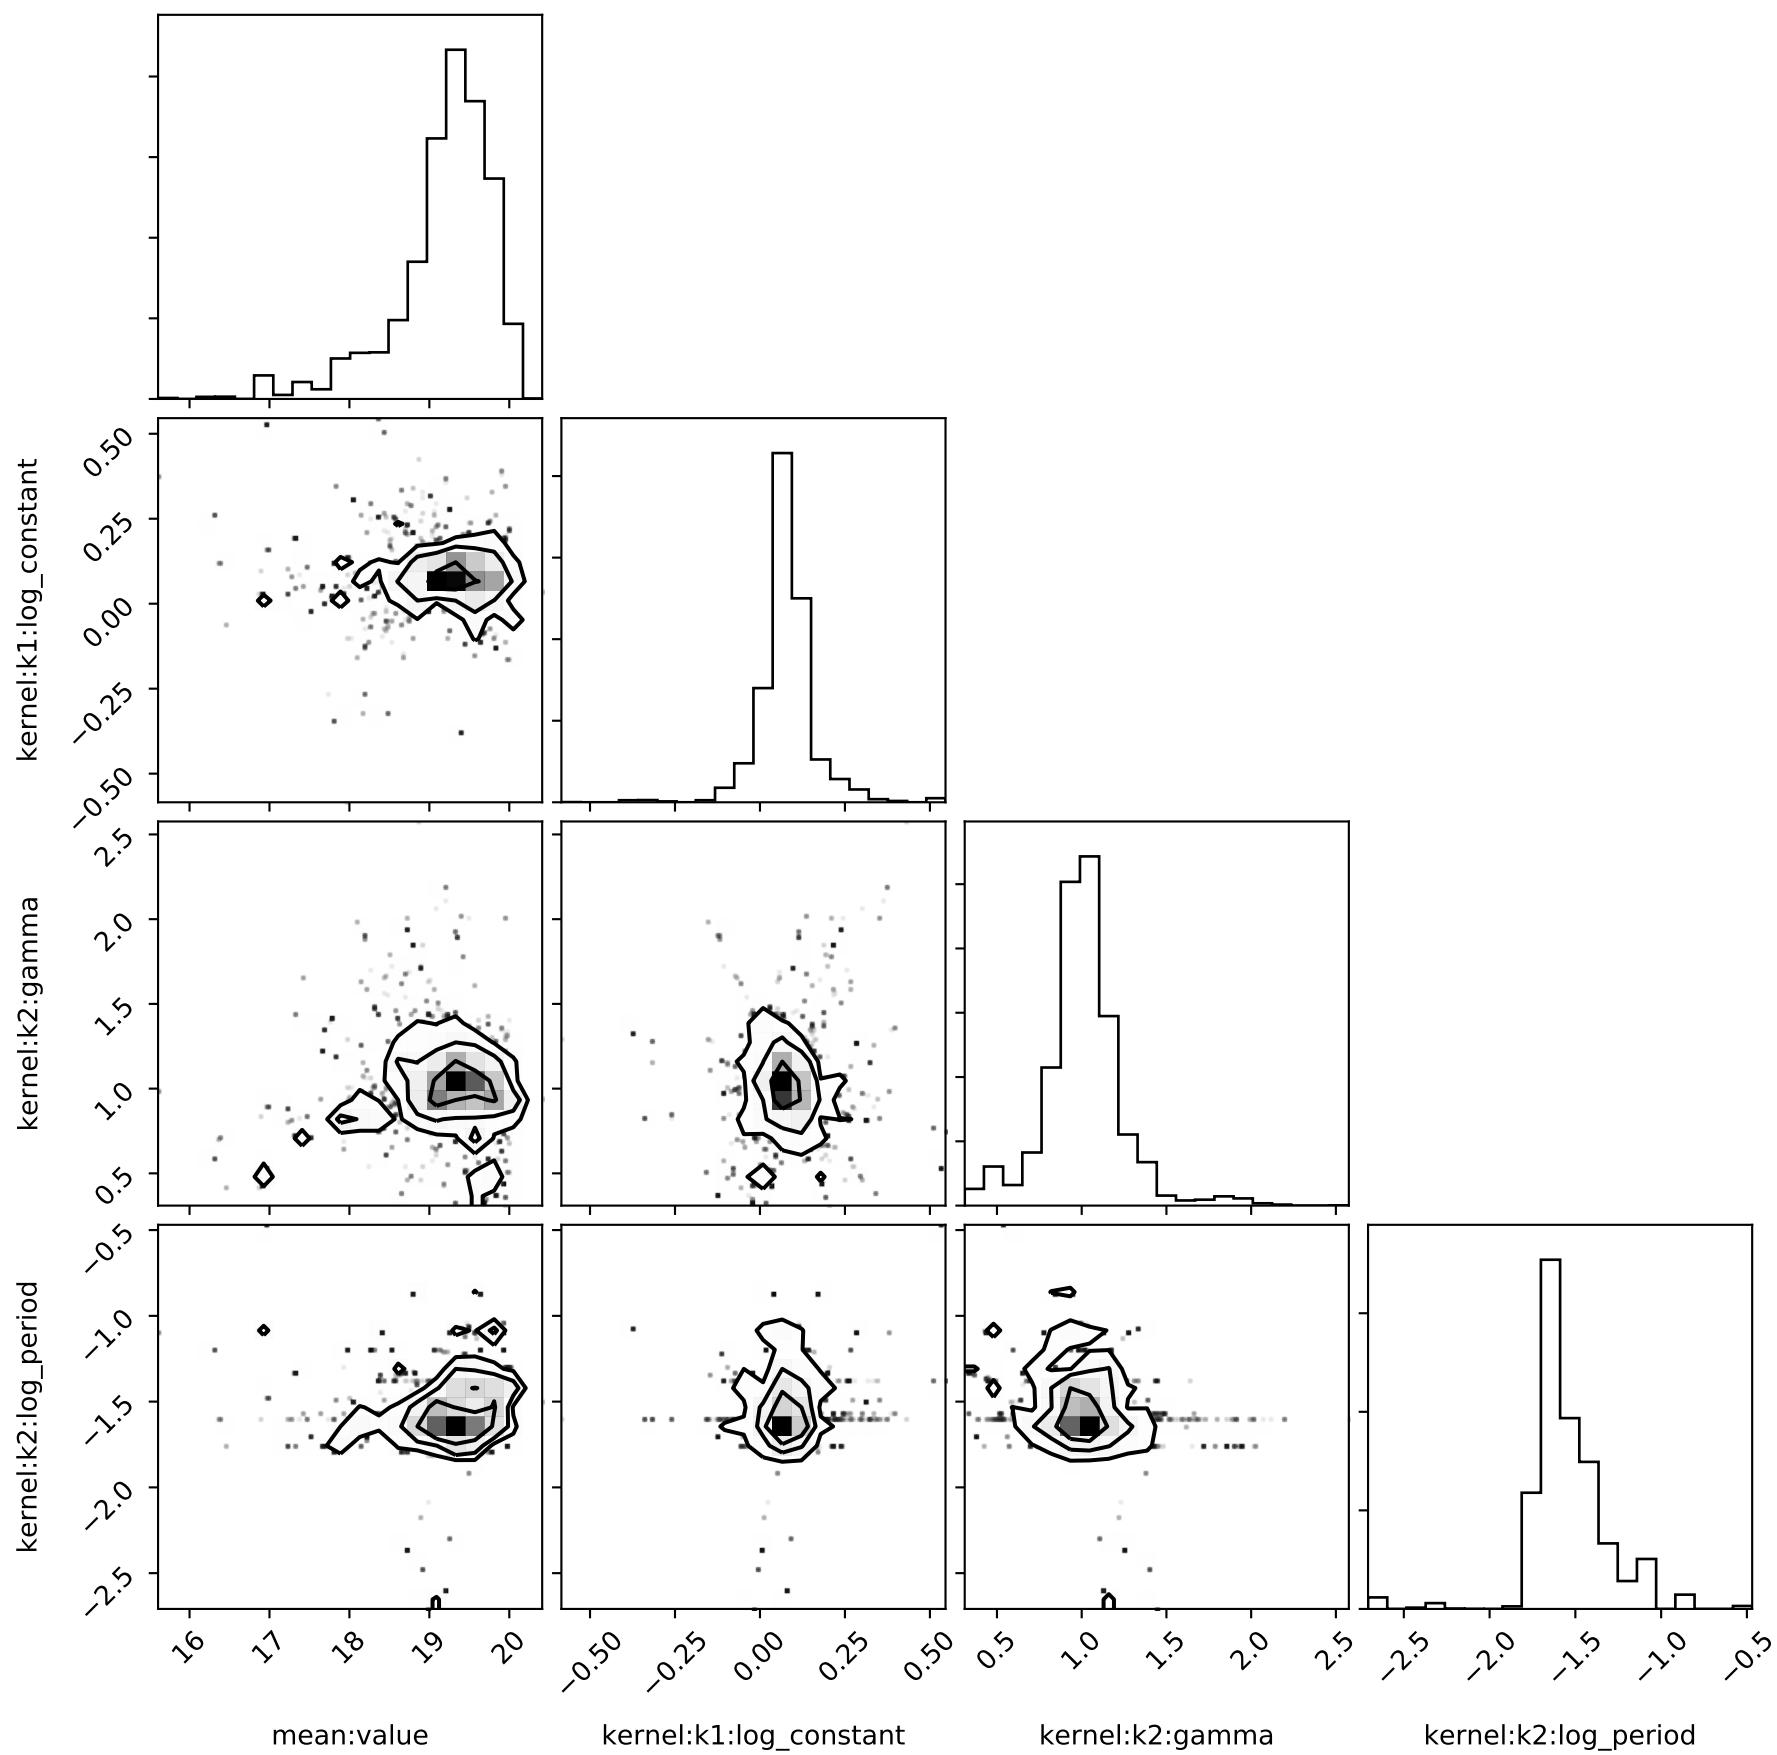 kernel:k1:log_constant
0.50
0.25
0.00
−0.25
−0.50
kernel:k2:gamma
2.5
2.0
1.5
1.0
0.5
kernel:k2:log_period
−0.5
−1.0
−1.5
−2.0
−2.5
16 17 18 19 20
−0.50 −0.25 0.00 0.25 0.50
0.5 1.0 1.5 2.0 2.5
−2.5 −2.0 −1.5 −1.0 −0.5
mean:value
kernel:k1:log_constant
kernel:k2:gamma
kernel:k2:log_period